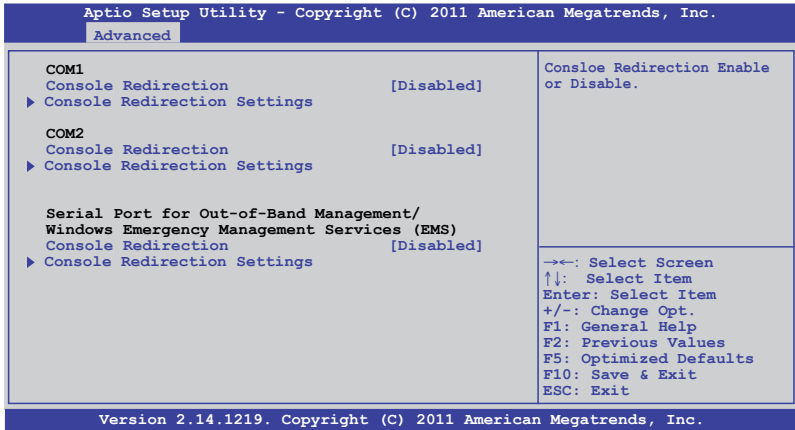 Aptio Setup Utility - Copyright (C) 2011 American Megatrends, Inc.
Advanced
COM1
Console Redirection [Disabled]
Console Redirection Settings
COM2
Console Redirection [Disabled]
Console Redirection Settings
Serial Port for Out-of-Band Management/
Windows Emergency Management Services (EMS)
Console Redirection [Disabled]
Console Redirection Settings
Consloe Redirection Enable
or Disable.
→←: Select Screen
↑↓: Select Item
Enter: Select Item
+/-: Change Opt.
F1: General Help
F2: Previous Values
F5: Optimized Defaults
F10: Save & Exit
ESC: Exit
Version 2.14.1219. Copyright (C) 2011 American Megatrends, Inc.